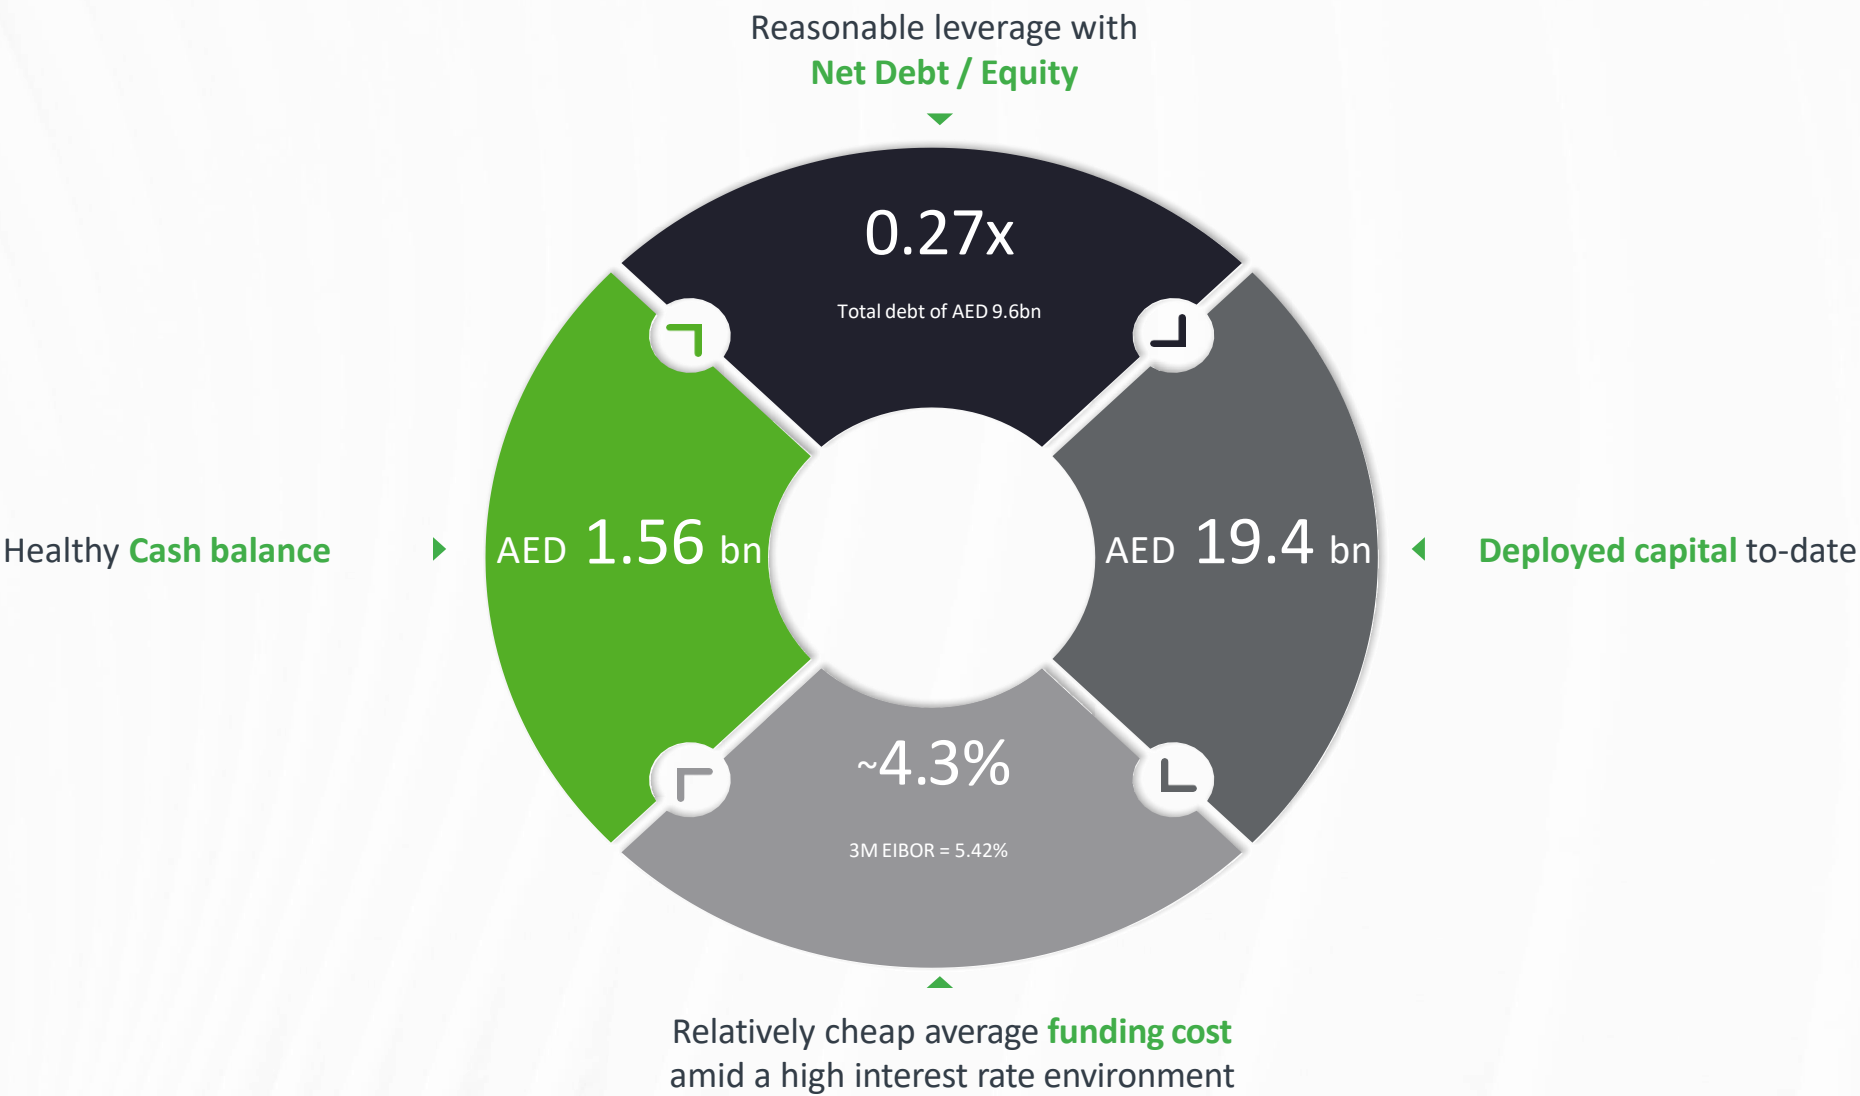 Reasonable leverage with
Net Debt / Equity
0.27x
Total debt of AED 9.6bn
Healthy Cash balance
AED 1.56 bn
AED 19.4 bn
Deployed capital to-date
~4.3%
3M EIBOR = 5.42%
Relatively cheap average funding cost
amid a high interest rate environment